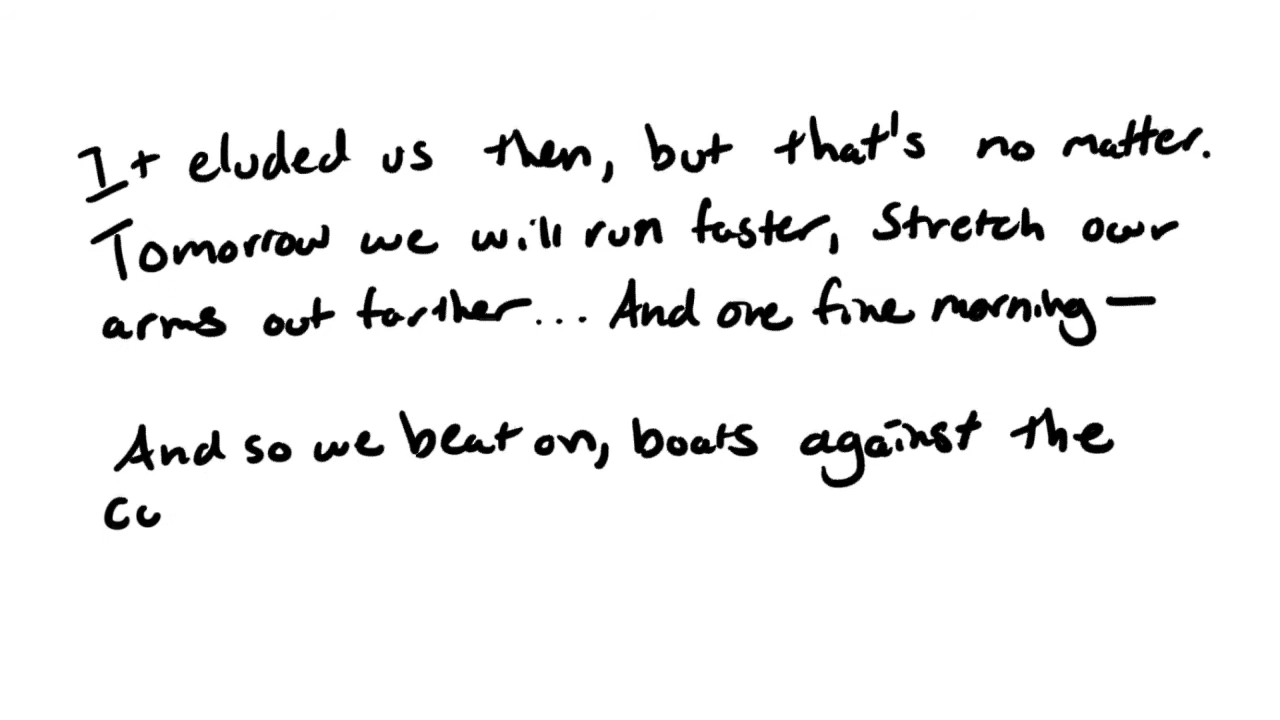 It eluded us then, but that's no matter.
Tomorrow we will run faster, stretch our
arms out farther... And one fine morning —
And so we beat on, boats against the
cu